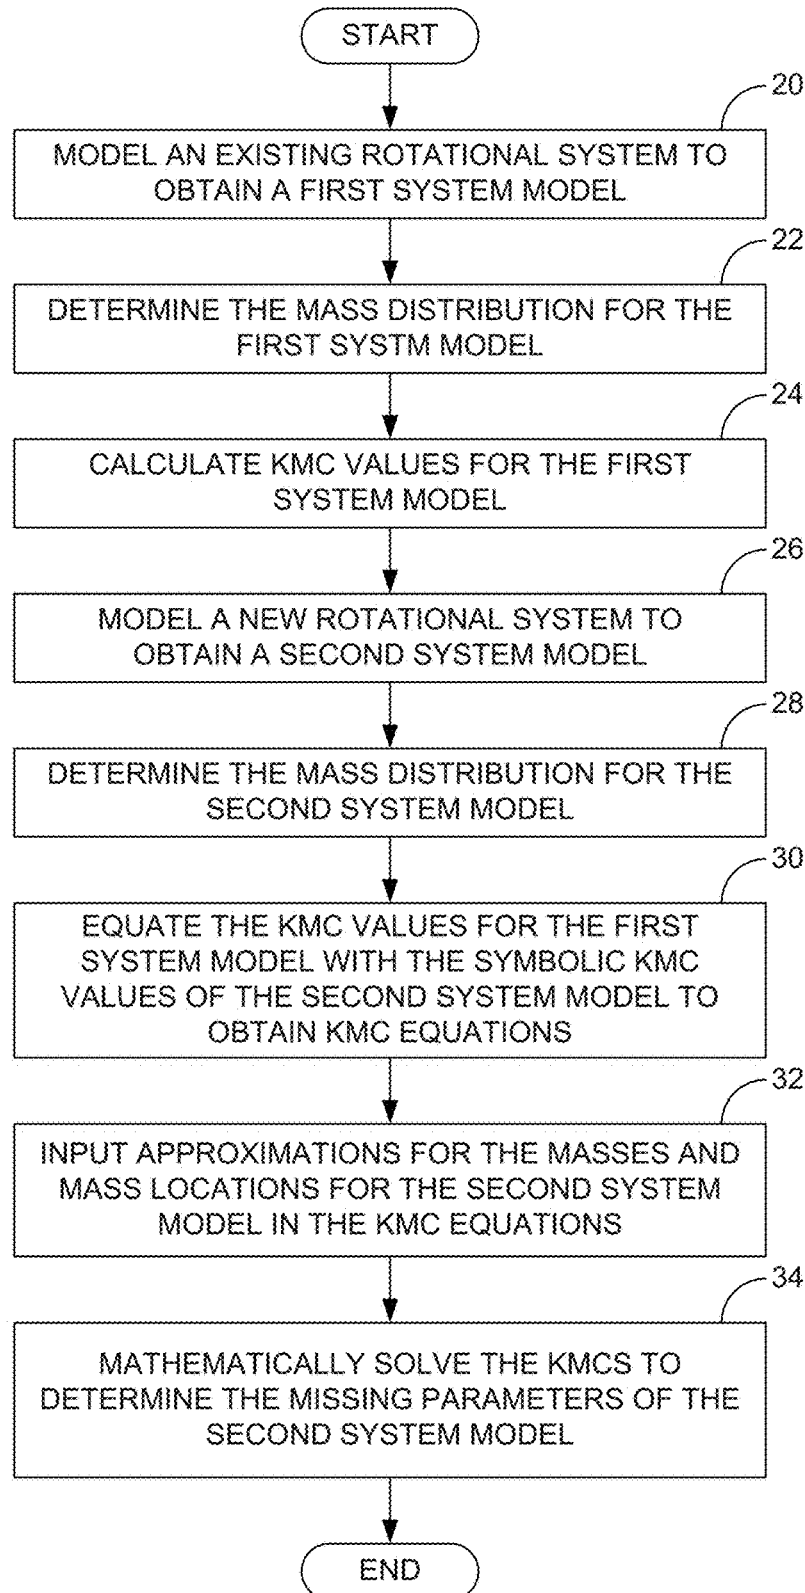 START
20
MODEL AN EXISTING ROTATIONAL SYSTEM TO
OBTAIN A FIRST SYSTEM MODEL
22
DETERMINE THE MASS DISTRIBUTION FOR THE
FIRST SYSTM MODEL
24
CALCULATE KMC VALUES FOR THE FIRST
SYSTEM MODEL
26
MODEL A NEW ROTATIONAL SYSTEM TO
OBTAIN A SECOND SYSTEM MODEL
28
DETERMINE THE MASS DISTRIBUTION FOR THE
SECOND SYSTEM MODEL
30
EQUATE THE KMC VALUES FOR THE FIRST
SYSTEM MODEL WITH THE SYMBOLIC KMC
VALUES OF THE SECOND SYSTEM MODEL TO
OBTAIN KMC EQUATIONS
32
INPUT APPROXIMATIONS FOR THE MASSES AND
MASS LOCATIONS FOR THE SECOND SYSTEM
MODEL IN THE KMC EQUATIONS
34
MATHEMATICALLY SOLVE THE KMCS TO
DETERMINE THE MISSING PARAMETERS OF THE
SECOND SYSTEM MODEL
END